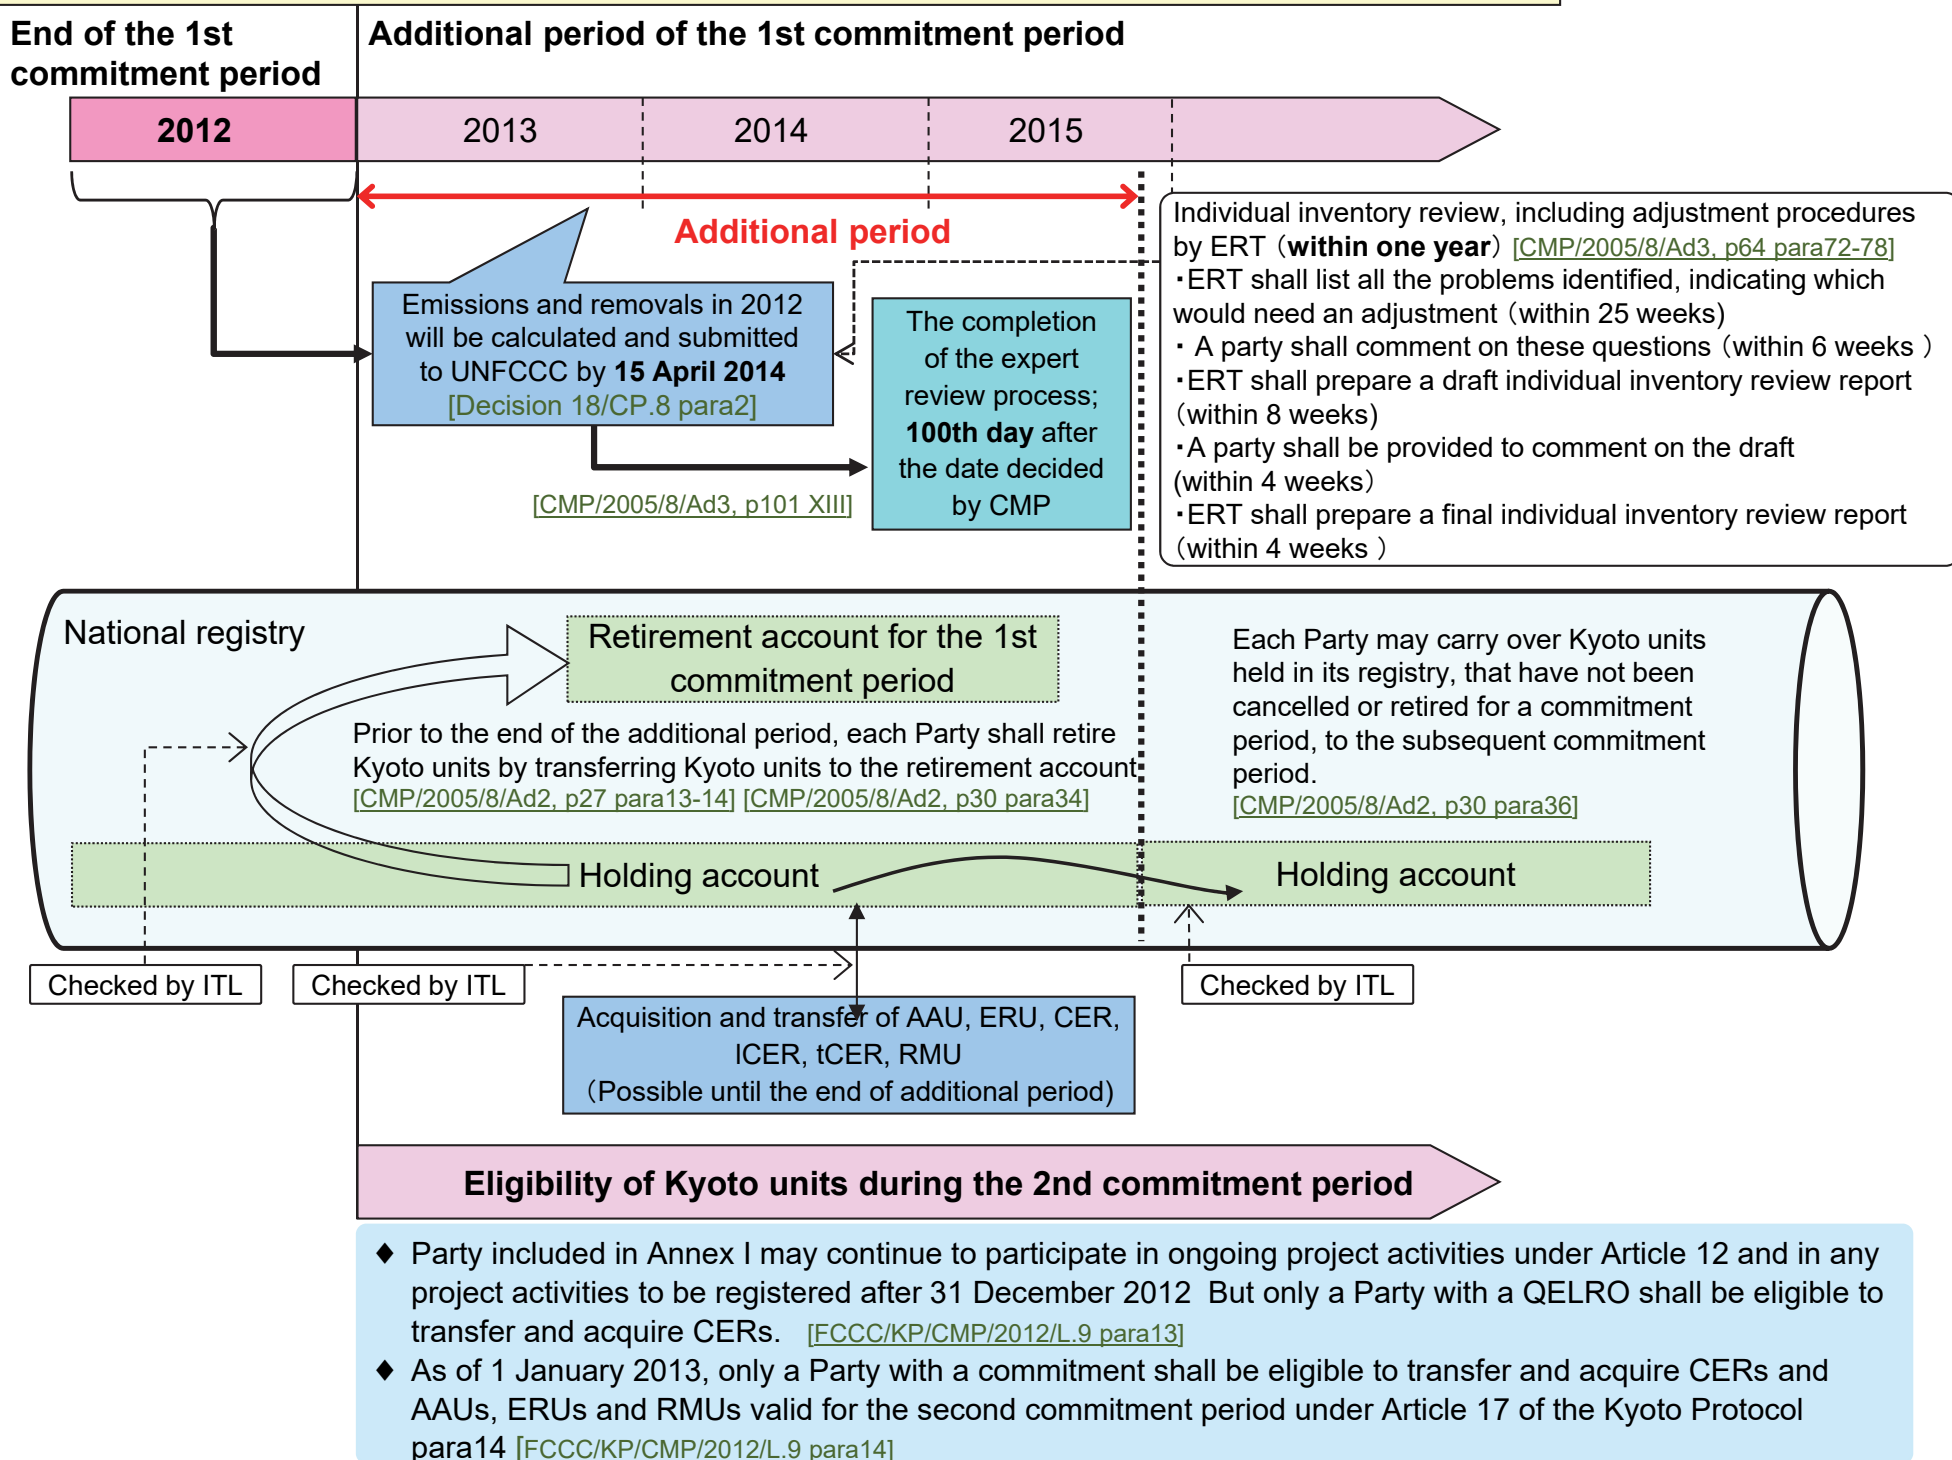 End of the 1st
commitment period
Additional period of the 1st commitment period
2012
2013
2014
2015
Additional period
Emissions and removals in 2012
will be calculated and submitted
to UNFCCC by 15 April 2014
[Decision 18/CP.8 para2]
[CMP/2005/8/Ad3, p101 XIII]
The completion
of the expert
review process;
100th day after
the date decided
by CMP
Individual inventory review, including adjustment procedures
by ERT（within one year）[CMP/2005/8/Ad3, p64 para72-78]
・ERT shall list all the problems identified, indicating which
would need an adjustment（within 25 weeks)
・ A party shall comment on these questions（within 6 weeks ）
・ERT shall prepare a draft individual inventory review report
（within 8 weeks)
・A party shall be provided to comment on the draft
(within 4 weeks）
・ERT shall prepare a final individual inventory review report
（within 4 weeks ）
National registry
Retirement account for the 1st
commitment period
Prior to the end of the additional period, each Party shall retire
Kyoto units by transferring Kyoto units to the retirement account
[CMP/2005/8/Ad2, p27 para13-14] [CMP/2005/8/Ad2, p30 para34]
Each Party may carry over Kyoto units
held in its registry, that have not been
cancelled or retired for a commitment
period, to the subsequent commitment
period.
[CMP/2005/8/Ad2, p30 para36]
Holding account
Holding account
Checked by ITL
Checked by ITL
Checked by ITL
Acquisition and transfer of AAU, ERU, CER,
lCER, tCER, RMU
（Possible until the end of additional period)
Eligibility of Kyoto units during the 2nd commitment period
♦ Party included in Annex I may continue to participate in ongoing project activities under Article 12 and in any
project activities to be registered after 31 December 2012 But only a Party with a QELRO shall be eligible to
transfer and acquire CERs. [FCCC/KP/CMP/2012/L.9 para13]
♦ As of 1 January 2013, only a Party with a commitment shall be eligible to transfer and acquire CERs and
AAUs, ERUs and RMUs valid for the second commitment period under Article 17 of the Kyoto Protocol
para14 [FCCC/KP/CMP/2012/L.9 para14]